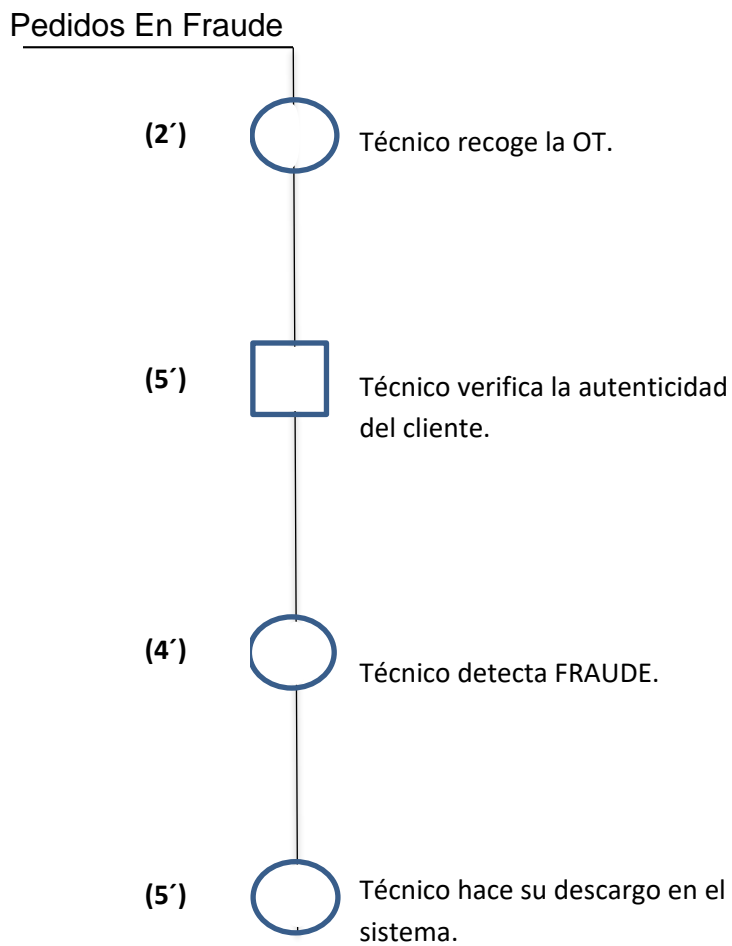 Pedidos En Fraude
(2´)
Técnico recoge la OT.
(5´)
Técnico verifica la autenticidad
del cliente.
(4´)
Técnico detecta FRAUDE.
(5´)
Técnico hace su descargo en el
sistema.